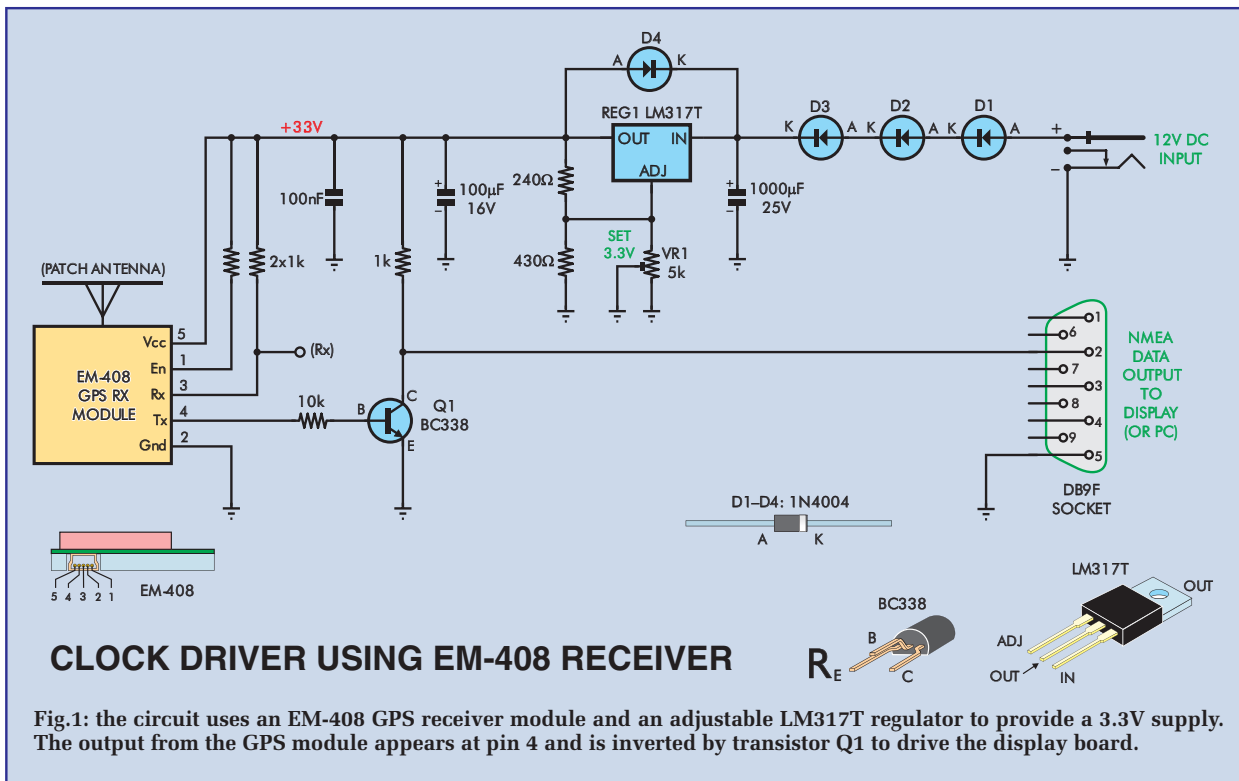 D4
A
K
REG1 LM317T
OUT
IN
ADJ
D3
D2
D1
K
A
K
A
K
A
+
–
12V DC
INPUT
+33V
100nF
+
100µF
–
16V
240Ω
430Ω
SET
3.3V
VR1
5k
+
1000µF
–
25V
2x1k
1k
(PATCH ANTENNA)
EM-408
GPS RX
MODULE
Vcc
5
En
1
Rx
3
Tx
4
Gnd
2
(Rx)
10k
B
C
E
Q1
BC338
1
6
2
7
3
8
4
9
5
NMEA
DATA
OUTPUT
TO
DISPLAY
(OR PC)
DB9F
SOCKET
D1–D4: 1N4004
A
K
5 4 3 2 1
EM-408
BC338
B
R
E
C
LM317T
OUT
ADJ
OUT
IN
CLOCK DRIVER USING EM-408 RECEIVER
Fig.1: the circuit uses an EM-408 GPS receiver module and an adjustable LM317T regulator to provide a 3.3V supply.
The output from the GPS module appears at pin 4 and is inverted by transistor Q1 to drive the display board.